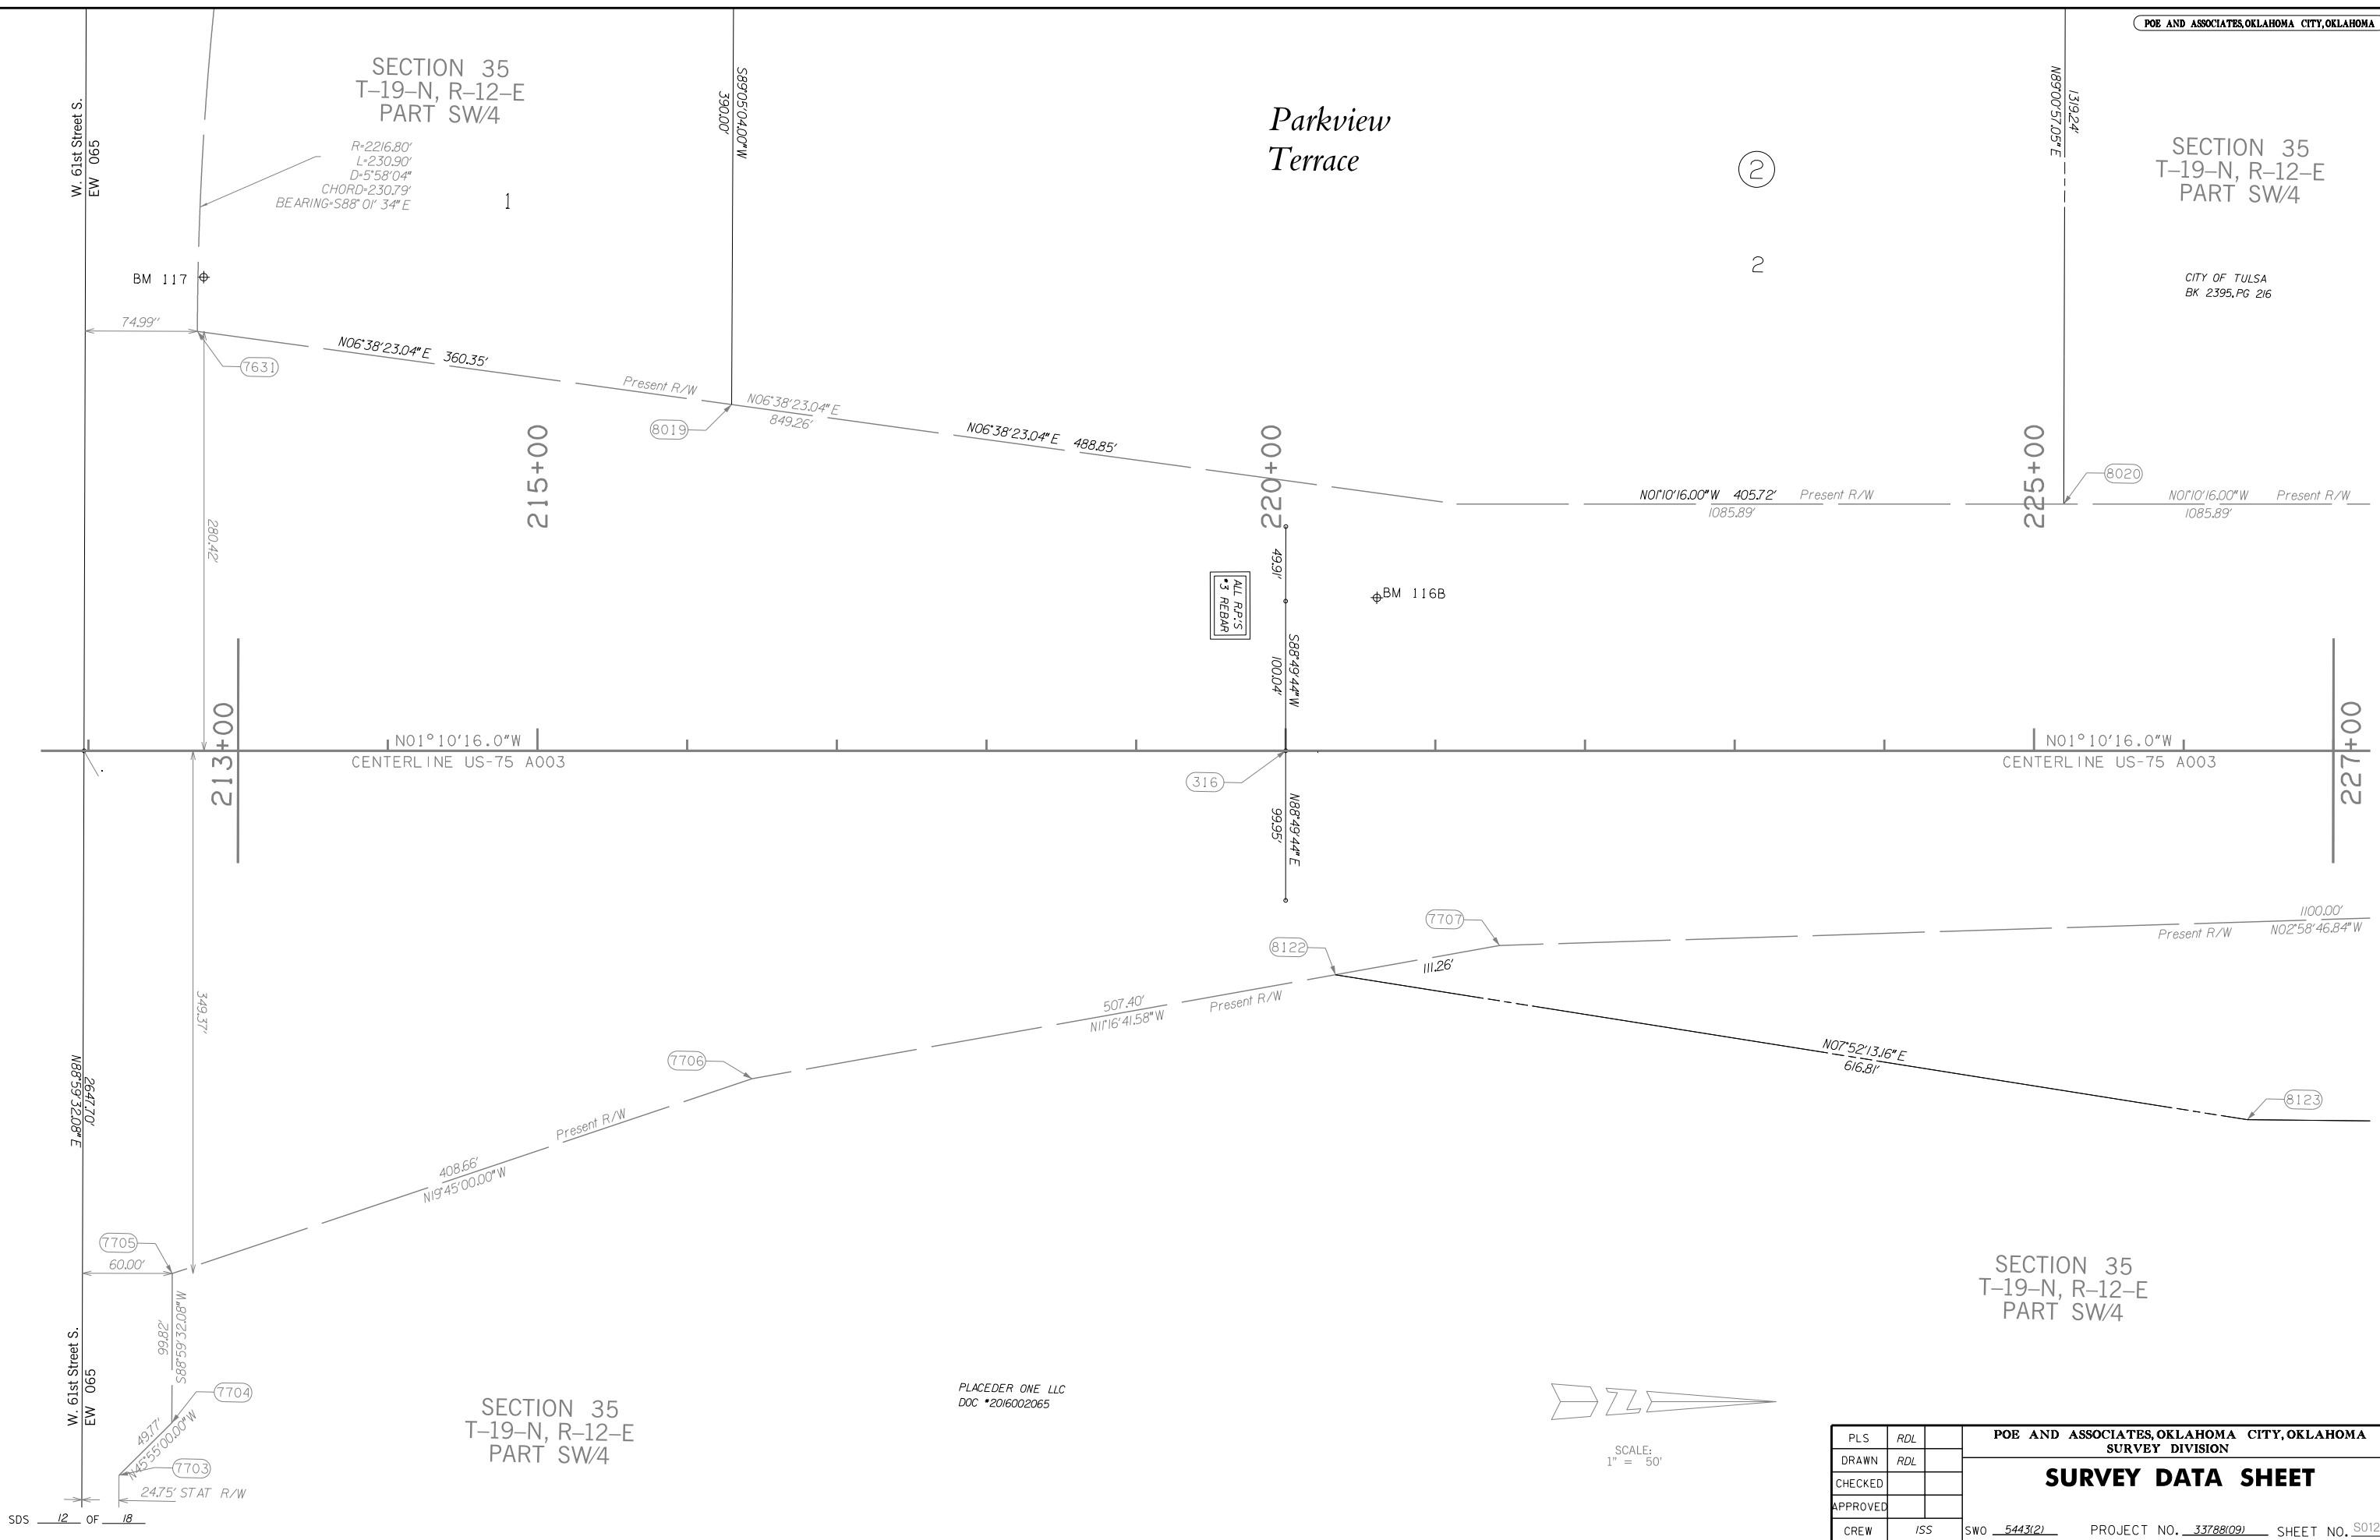 POE AND ASSOCIATES, OKLAHOMA CITY, OKLAHOMA
SECTION 35
T-19-N, R-12-E
PART SW/4
R=2216.80'
L=230.90'
D=5°58'04"
CHORD=230.79'
BEARING=S88°01'34"E
W. 61st Street S.
EW 065
1
S89°05'04.00"W
390.00'
Parkview
Terrace
2
2
N89°00'57.05"E
1319.24'
SECTION 35
T-19-N, R-12-E
PART SW/4
CITY OF TULSA
BK 2395, PG 216
BM 117
74.99''
7631
N06°38'23.04"E 360.35'
Present R/W
8019
N06°38'23.04"E
849.26'
N06°38'23.04"E 488.85'
215+00
220+00
225+00
N01°10'16.00"W 405.72' Present R/W
1085.89'
8020
N01°10'16.00"W Present R/W
1085.89'
280.42'
49.91'
ALL R.P.'S
#3 REBAR
BM 116B
S88°49'44"W
100.04'
213+00
N01°10'16.0"W
CENTERLINE US-75 A003
316
N88°49'44"E
99.95'
N01°10'16.0"W
CENTERLINE US-75 A003
227+00
7707
8122
111.26'
1100.00'
Present R/W N02°58'46.84"W
349.37'
507.40'
N11°16'41.58"W
Present R/W
7706
N07°52'13.16"E
616.81'
8123
N88°59'32.08"E
2647.70'
Present R/W
408.66'
N19°45'00.00"W
7705
60.00'
99.82'
S88°59'32.08"W
W. 61st Street S.
EW 065
7704
49.77'
N45°55'00.00"W
7703
24.75' STAT R/W
SECTION 35
T-19-N, R-12-E
PART SW/4
PLACEDER ONE LLC
DOC #2016002065
SECTION 35
T-19-N, R-12-E
PART SW/4
N
SCALE:
1" = 50'
PLS RDL
DRAWN RDL
CHECKED
APPROVED
CREW ISS
POE AND ASSOCIATES, OKLAHOMA CITY, OKLAHOMA
SURVEY DIVISION
SURVEY DATA SHEET
SWO 5443(2) PROJECT NO. 33788(09) SHEET NO. S012
SDS 12 OF 18